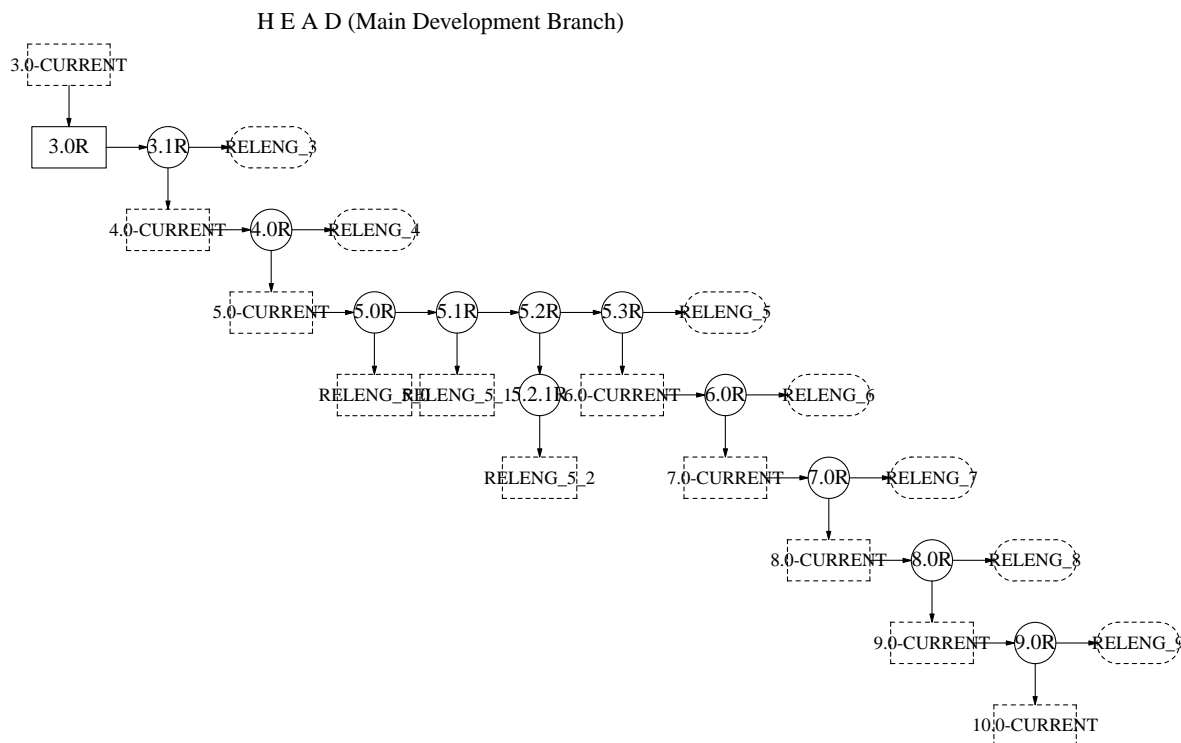 H E A D (Main Development Branch)
3.0-CURRENT
3.0R
3.1R
RELENG_3
4.0-CURRENT
4.0R
RELENG_4
5.0-CURRENT
5.0R
5.1R
5.2R
5.3R
RELENG_5
RELENG_5_0
RELENG_5_1
5.2.1R
6.0-CURRENT
6.0R
RELENG_6
RELENG_5_2
7.0-CURRENT
7.0R
RELENG_7
8.0-CURRENT
8.0R
RELENG_8
9.0-CURRENT
9.0R
RELENG_9
10.0-CURRENT